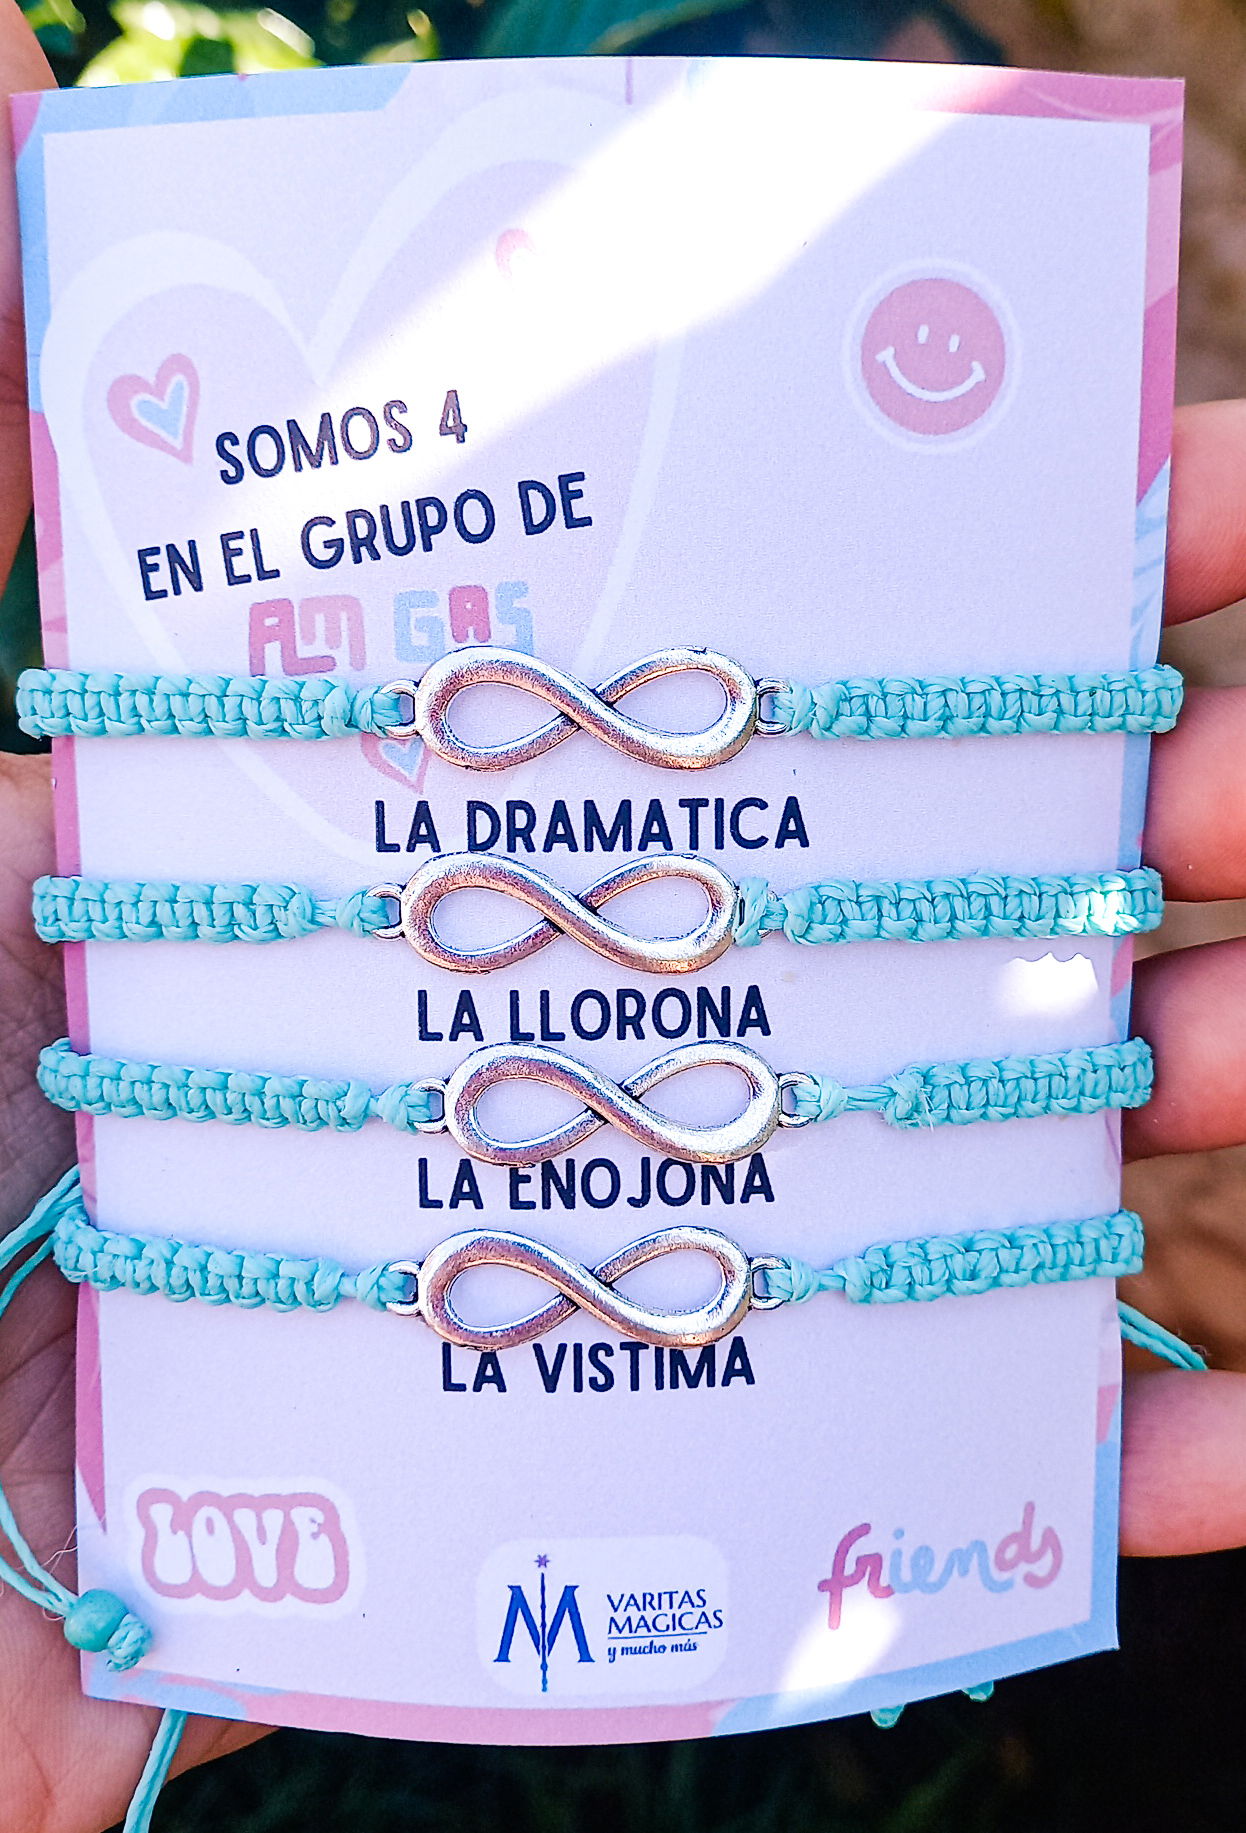 SOMOS 4
EN EL GRUPO DE
AMIGAS
LA DRAMATICA
LA LLORONA
LA ENOJONA
LA VISTIMA
LOVE
friends
M
VARITAS
MAGICAS
y mucho más